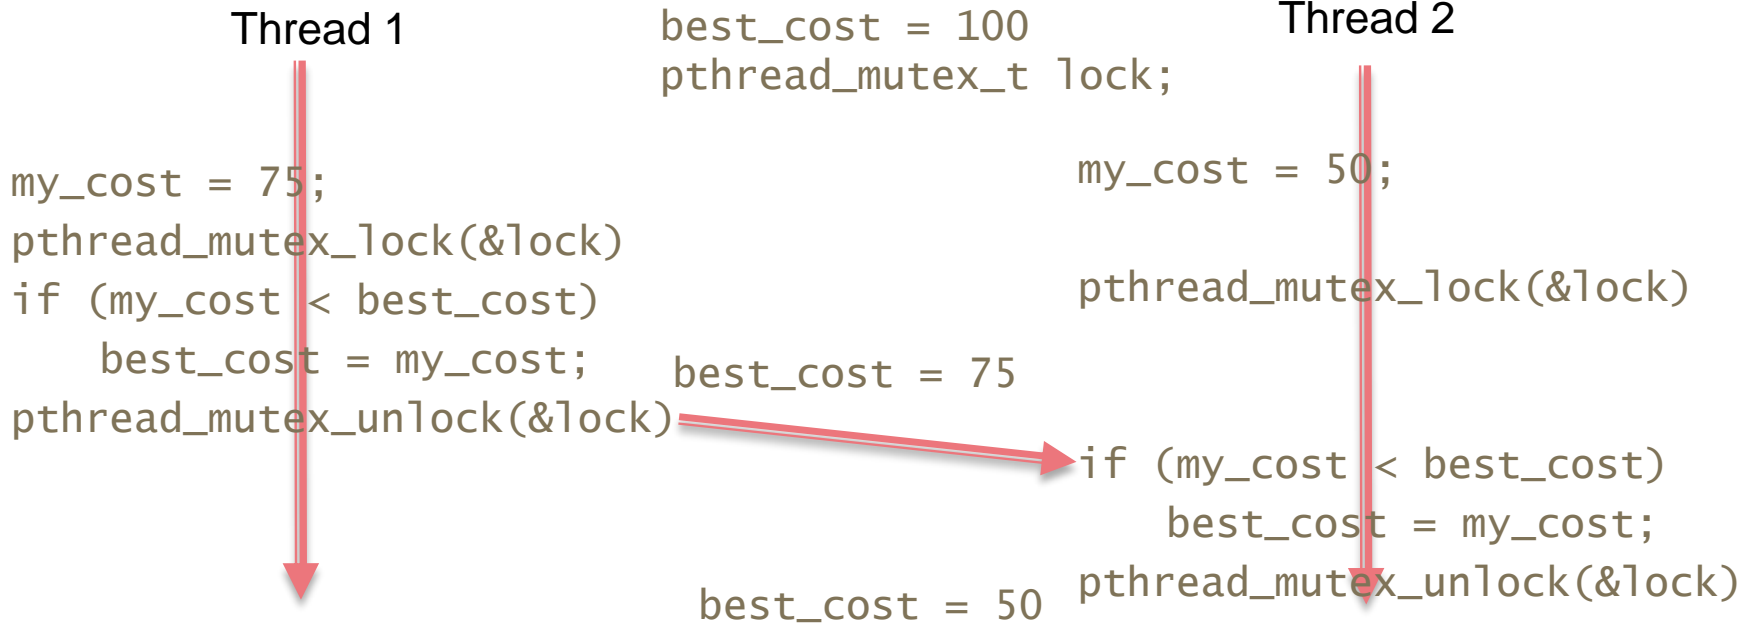 Thread 1
best_cost = 100
pthread_mutex_t lock;
Thread 2
my_cost = 75;
pthread_mutex_lock(&lock)
if (my_cost < best_cost)
best_cost = my_cost;
pthread_mutex_unlock(&lock)
best_cost = 75
my_cost = 50;
pthread_mutex_lock(&lock)
if (my_cost < best_cost)
best_cost = my_cost;
pthread_mutex_unlock(&lock)
best_cost = 50